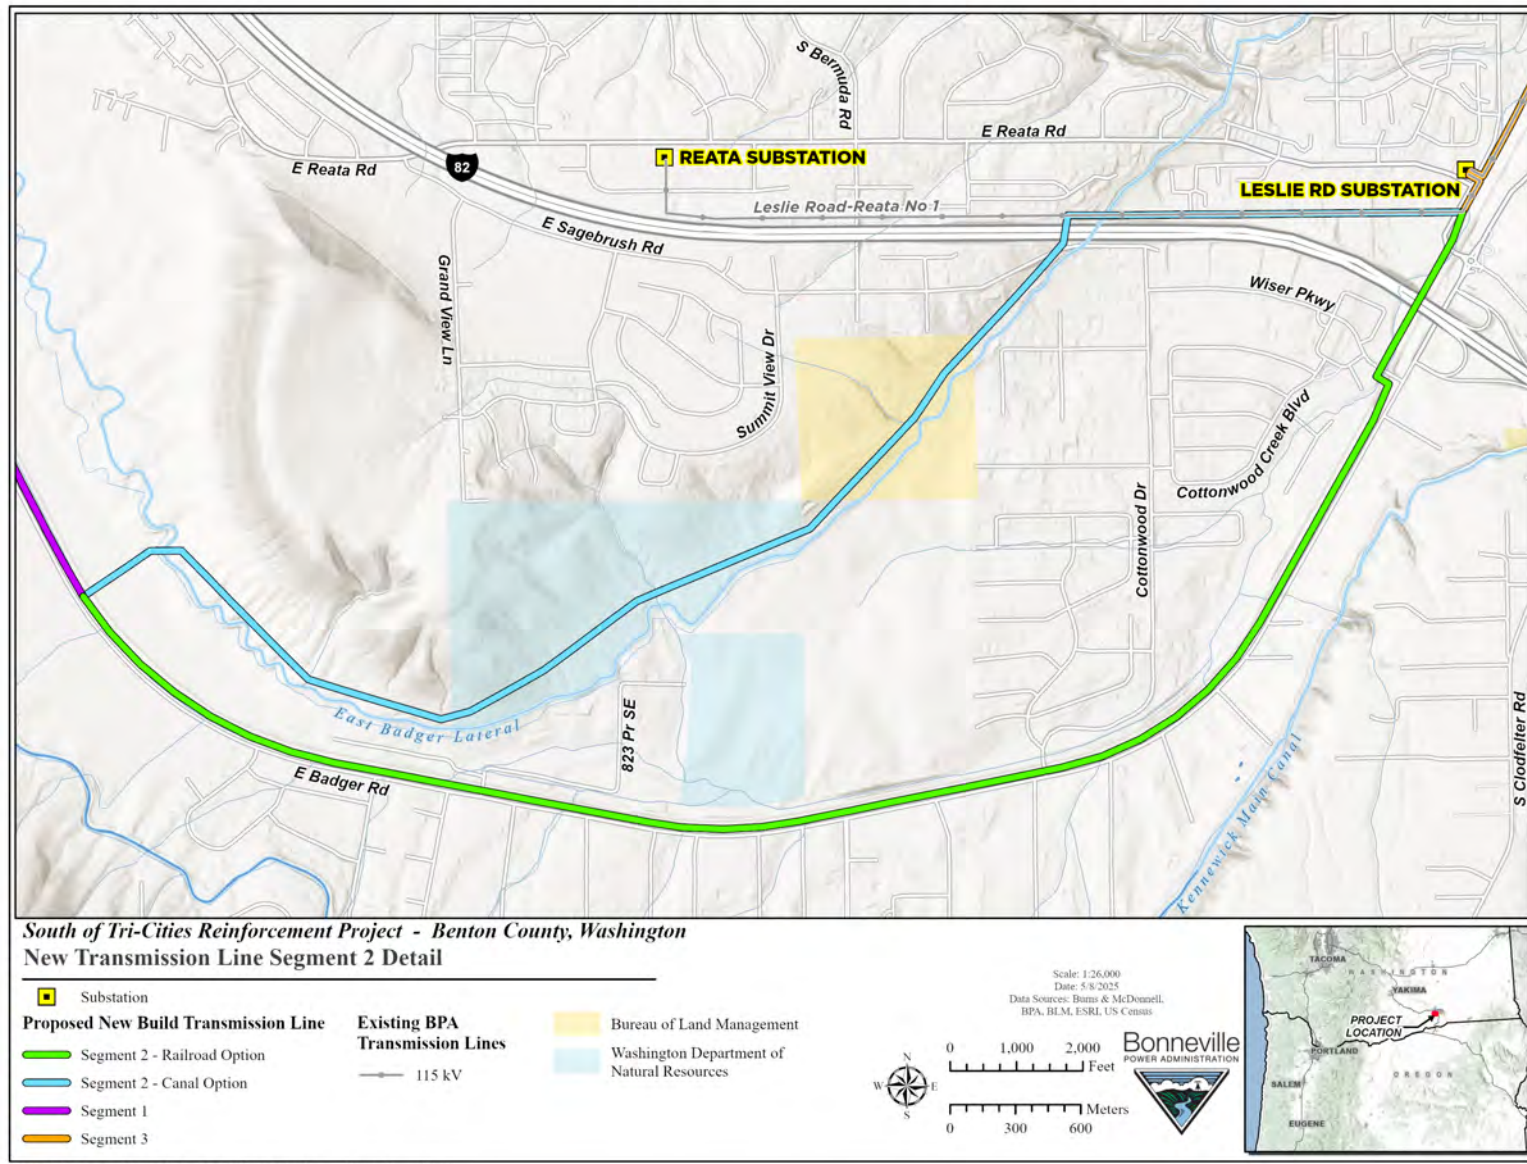 S Bermuda Rd
E Reata Rd
REATA SUBSTATION
82
E Reata Rd
LESLIE RD SUBSTATION
Leslie Road-Reata No 1
E Sagebrush Rd
Grand View Ln
Wiser Pkwy
Summit View Dr
Cottonwood Creek Blvd
Cottonwood Dr
East Badger Lateral
823 Pr SE
E Badger Rd
S Clodfelter Rd
Kennewick Main Canal
South of Tri-Cities Reinforcement Project - Benton County, Washington
New Transmission Line Segment 2 Detail
Substation
Proposed New Build Transmission Line
Segment 2 - Railroad Option
Segment 2 - Canal Option
Segment 1
Segment 3
Existing BPA
Transmission Lines
115 kV
Bureau of Land Management
Washington Department of
Natural Resources
Scale: 1:26,000
Date: 5/8/2025
Data Sources: Burns & McDonnell,
BPA, BLM, ESRI, US Census
N
W E
S
0 1,000 2,000
Feet
Meters
0 300 600
Bonneville
POWER ADMINISTRATION
TACOMA
WASHINGTON
YAKIMA
PROJECT
LOCATION
PORTLAND
SALEM
OREGON
EUGENE